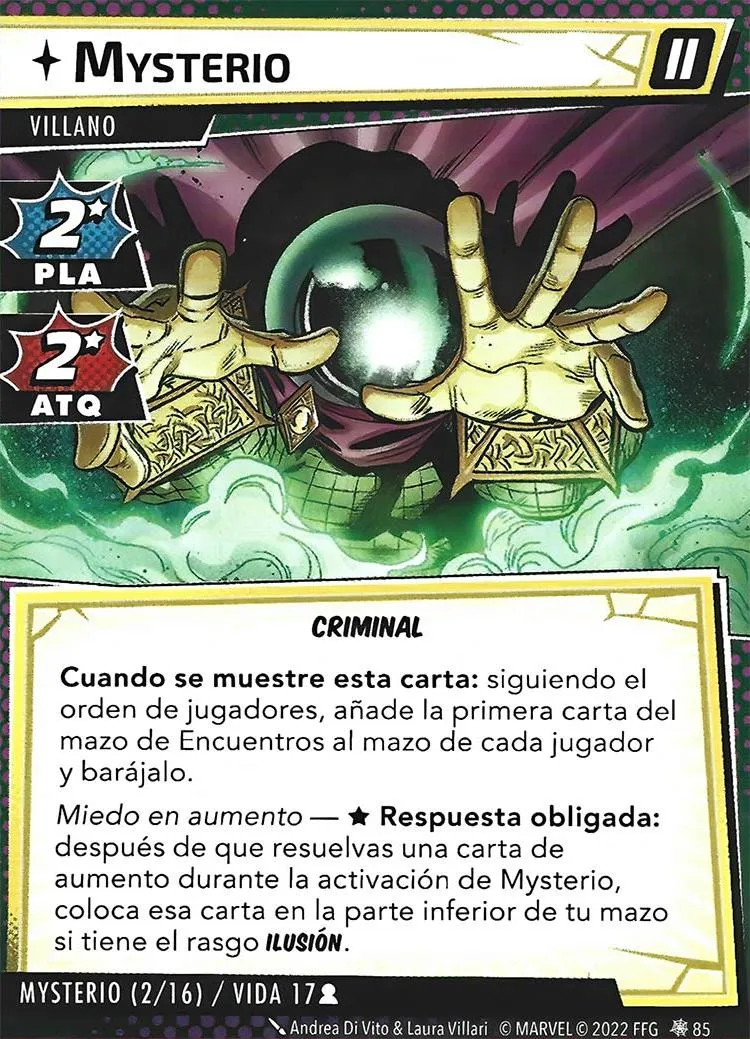 MYSTERIO
II
VILLANO
2
PLA
2
ATQ
CRIMINAL
Cuando se muestre esta carta: siguiendo el
orden de jugadores, añade la primera carta del
mazo de Encuentros al mazo de cada jugador
y barájalo.
Miedo en aumento — ★ Respuesta obligada:
después de que resuelvas una carta de
aumento durante la activación de Mysterio,
coloca esa carta en la parte inferior de tu mazo
si tiene el rasgo ILUSIÓN.
MYSTERIO (2/16) / VIDA 17
Andrea Di Vito & Laura Villari © MARVEL © 2022 FFG 85